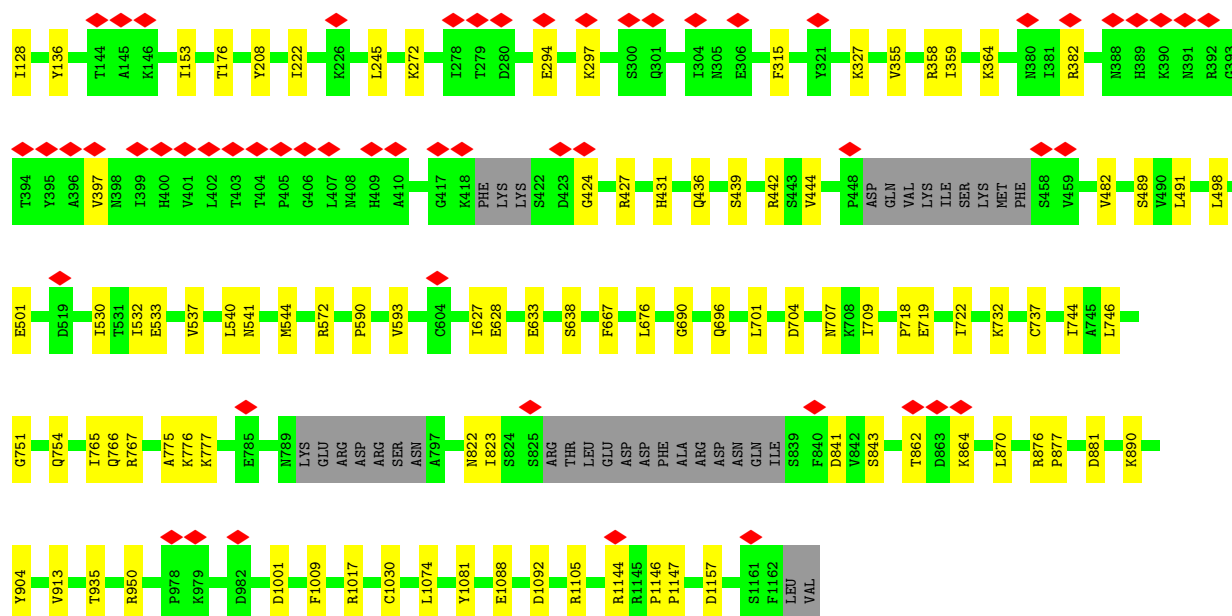 I128 Y136 T144 A145 K146 I153 T176 Y208 I222 K226 L245 K272 I278 T279 D280 E294 K297 S300 Q301 I304 N305 E306 F315 Y321 K327 V355 R358 I359 K364 N380 I381 R382 N388 H389 K390 N391 R392 G393
T394 Y395 A396 V397 N398 I399 H400 V401 L402 T403 T404 P405 G406 L407 N408 H409 A410 G417 K418 PHE LYS LYS S422 D423 G424 R427 H431 Q436 S439 R442 S443 V444 P448 ASP GLN VAL LYS ILE SER LYS MET PHE S458 V459 V482 S489 V490 L491 L498
E501 D519 I530 T531 I532 E533 V537 L540 N541 M544 R572 P590 V593 C604 I627 E628 E633 S638 F667 L676 G690 Q696 L701 D704 N707 K708 I709 P718 E719 I722 K732 C737 I744 A745 L746
G751 Q754 I765 Q766 R767 A775 K776 K777 E785 N789 LYS GLU ARG ASP ARG SER ASN A797 N822 I823 S824 S825 ARG THR LEU GLU ASP ASP PHE ALA ARG ASP ASN GLN ILE S839 F840 D841 V842 S843 T862 D863 K864 L870 R876 P877 D881 K890
Y904 V913 T935 R950 P978 K979 D982 D1001 F1009 R1017 C1030 L1074 Y1081 E1088 D1092 R1105 R1144 R1145 P1146 P1147 D1157 S1161 F1162 LEU VAL